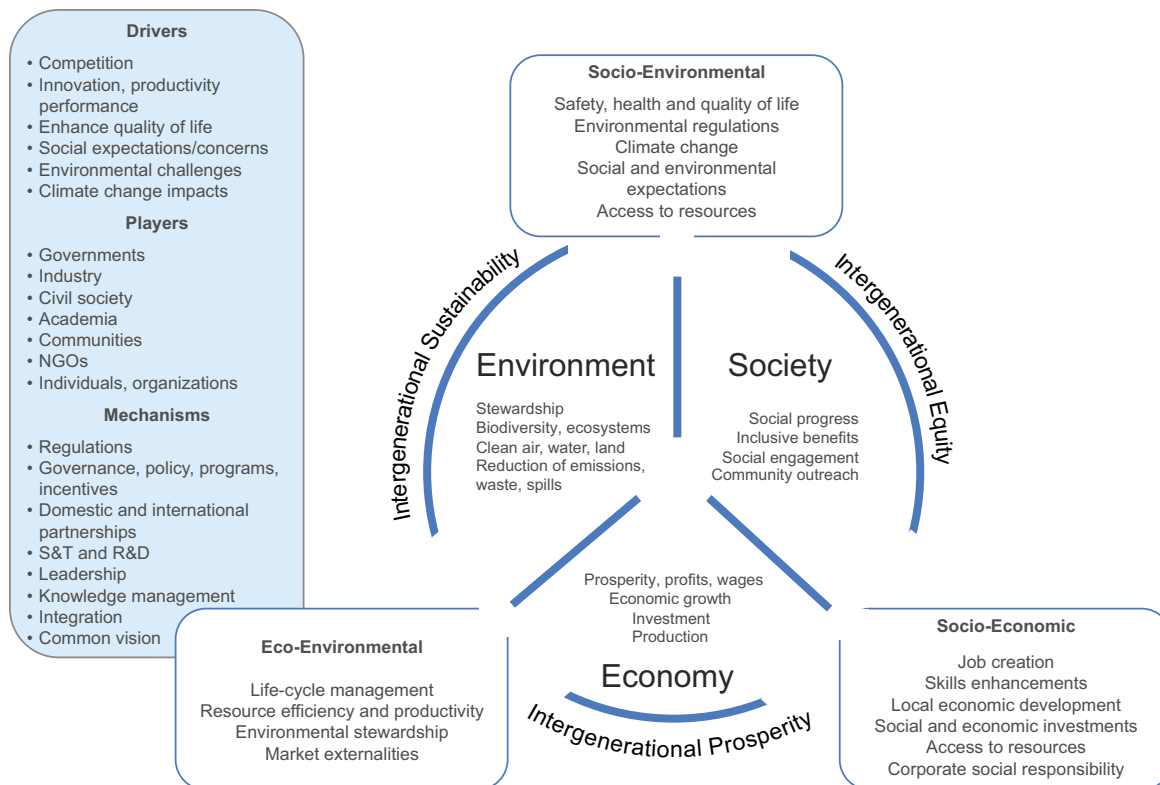 Drivers
• Competition
• Innovation, productivity
performance
• Enhance quality of life
• Social expectations/concerns
• Environmental challenges
• Climate change impacts
Players
• Governments
• Industry
• Civil society
• Academia
• Communities
• NGOs
• Individuals, organizations
Mechanisms
• Regulations
• Governance, policy, programs,
incentives
• Domestic and international
partnerships
• S&T and R&D
• Leadership
• Knowledge management
• Integration
• Common vision
Socio-Environmental
Safety, health and quality of life
Environmental regulations
Climate change
Social and environmental
expectations
Access to resources
Intergenerational Sustainability
Intergenerational Equity
Environment
Stewardship
Biodiversity, ecosystems
Clean air, water, land
Reduction of emissions,
waste, spills
Society
Social progress
Inclusive benefits
Social engagement
Community outreach
Prosperity, profits, wages
Economic growth
Investment
Production
Economy
Intergenerational Prosperity
Eco-Environmental
Life-cycle management
Resource efficiency and productivity
Environmental stewardship
Market externalities
Socio-Economic
Job creation
Skills enhancements
Local economic development
Social and economic investments
Access to resources
Corporate social responsibility